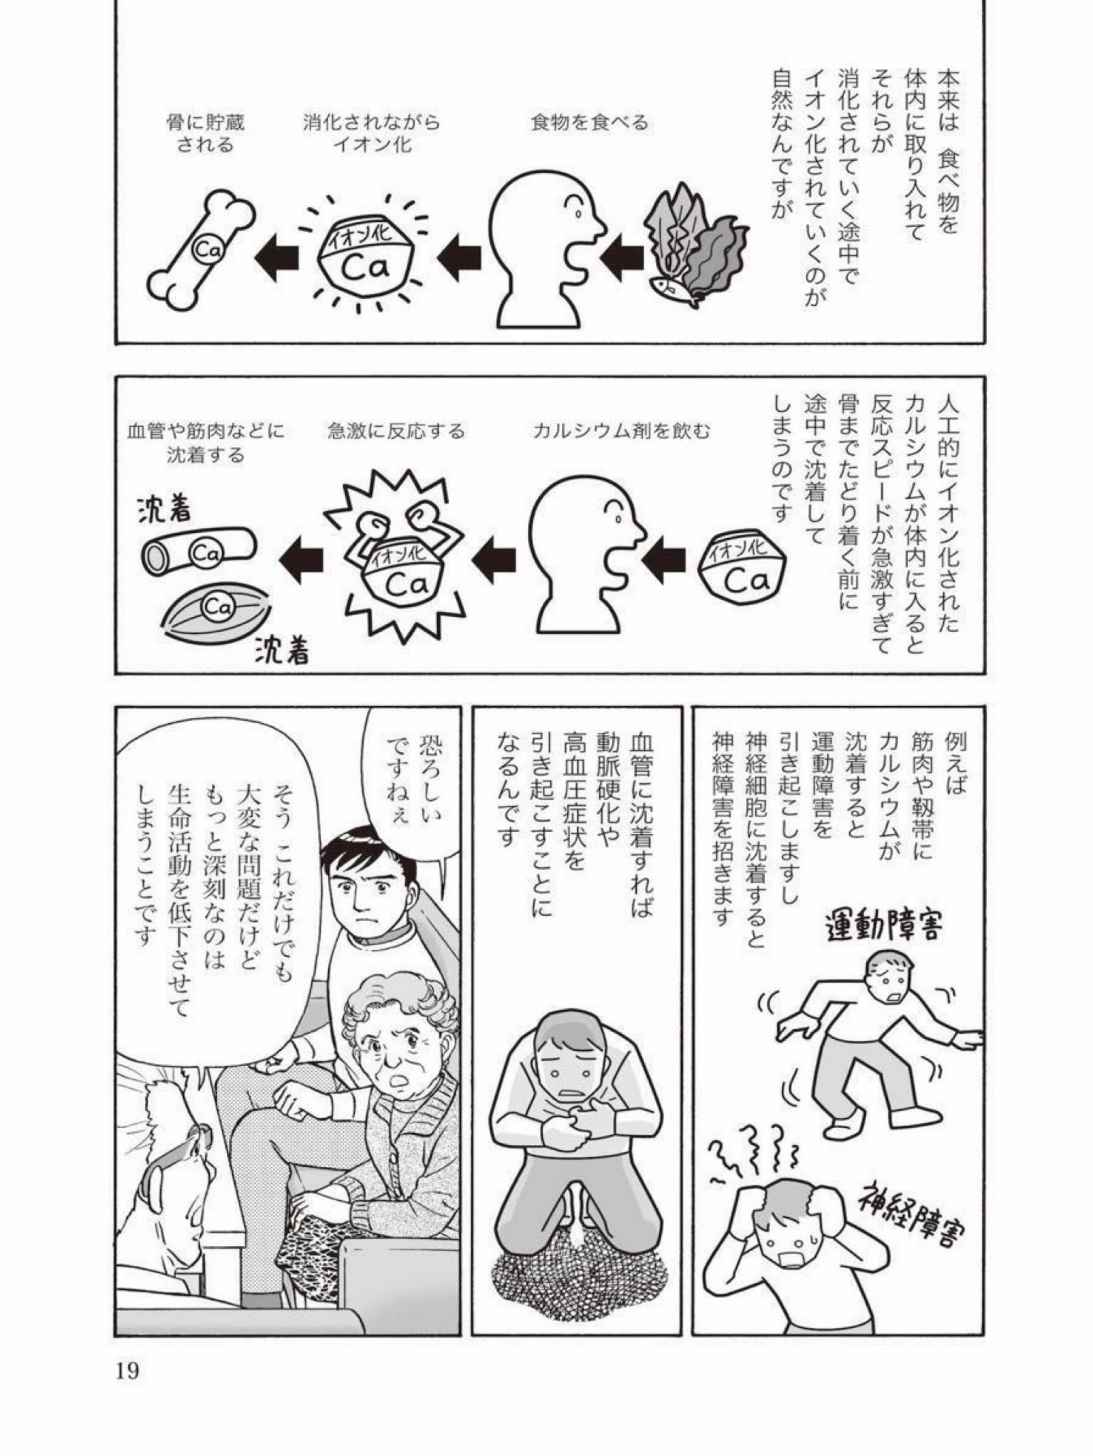 本来は 食べ物を
体内に取り入れて
それらが
消化されていく途中で
イオン化されていくのが
自然なんですが
食物を食べる
消化されながら
イオン化
骨に貯蔵
される
イオン化
Ca
Ca
人工的にイオン化された
カルシウムが体内に入ると
反応スピードが急激すぎて
骨までたどり着く前に
途中で沈着して
しまうのです
カルシウム剤を飲む
急激に反応する
血管や筋肉などに
沈着する
イオン化
Ca
イオン化
Ca
沈着
Ca
Ca
沈着
例えば
筋肉や靱帯に
カルシウムが
沈着すると
運動障害を
引き起こしますし
神経細胞に沈着すると
神経障害を招きます
運動障害
神経障害
血管に沈着すれば
動脈硬化や
高血圧症状を
引き起こすことに
なるんです
恐ろしい
ですねぇ
そう これだけでも
大変な問題だけど
もっと深刻なのは
生命活動を低下させて
しまうことです
19